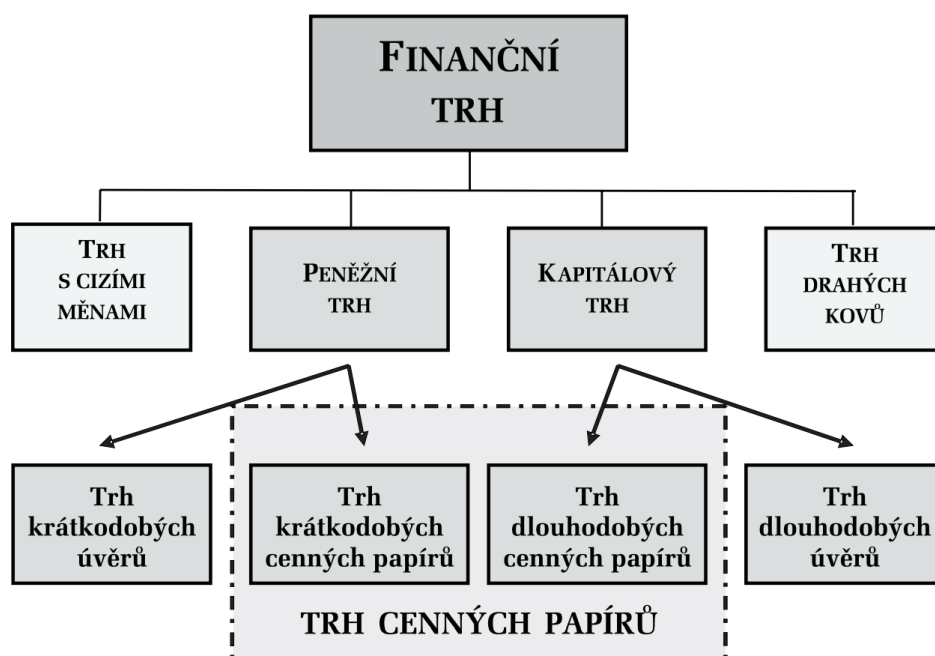 FINANČNÍ
TRH
TRH
S CIZÍMI
MĚNAMI
PENĚŽNÍ
TRH
KAPITÁLOVÝ
TRH
TRH
DRAHÝCH
KOVŮ
Trh
krátkodobých
úvěrů
Trh
krátkodobých
cenných papírů
Trh
dlouhodobých
cenných papírů
Trh
dlouhodobých
úvěrů
TRH CENNÝCH PAPÍRŮ